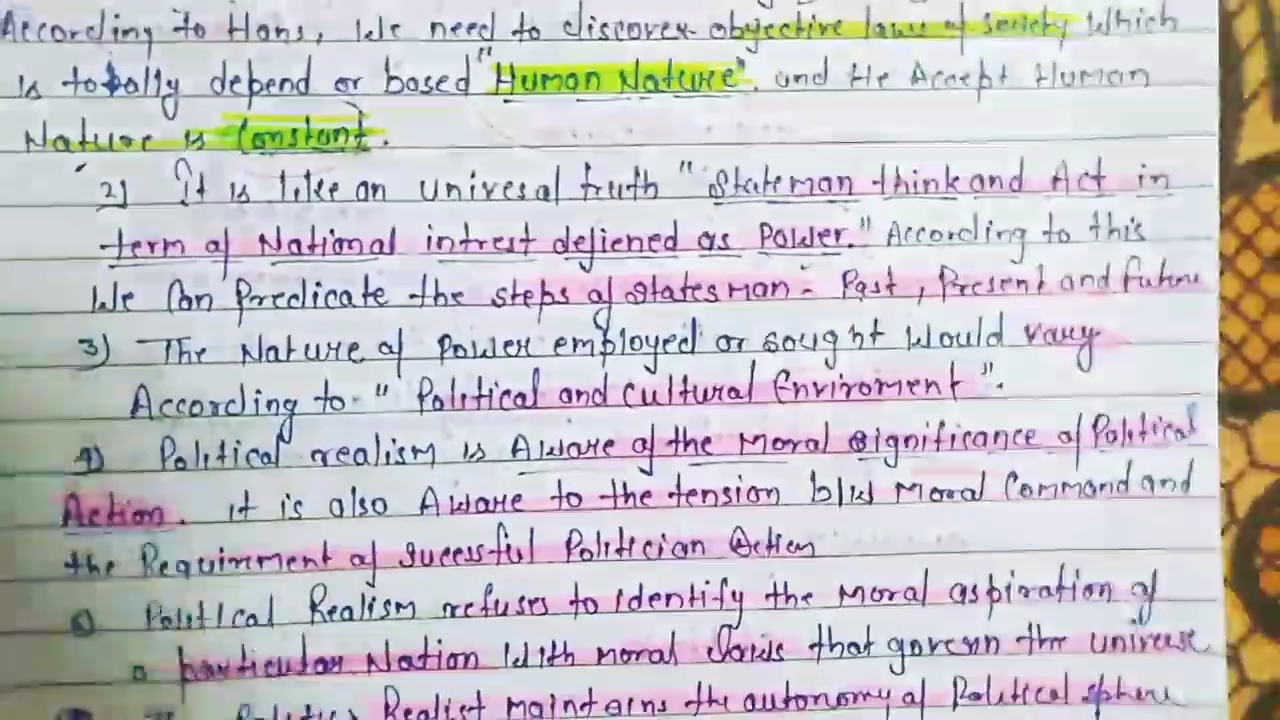 According to Hans, We need to discover objective laws of society which
is totally depend or based "Human Nature". and He Accept Human
Nature is Constant.
2) It is like an univesal truth "Stateman think and Act in
term of National intrest defiened as Power." According to this
We Can Predicate the steps of statesman - Past, Present and future
3) The Nature of Power employed or sought Would vary
According to - "Political and cultural Enviroment".
4) Political realism is Aware of the Moral significance of Political
Action. it is also Aware to the tension b/w Moral Command and
the Requirment of sucessful Politician Action
Political Realism refuses to identify the moral aspiration of
a particular Nation With moral that govern the universe
Realist maintains the autonomy of Political sphere